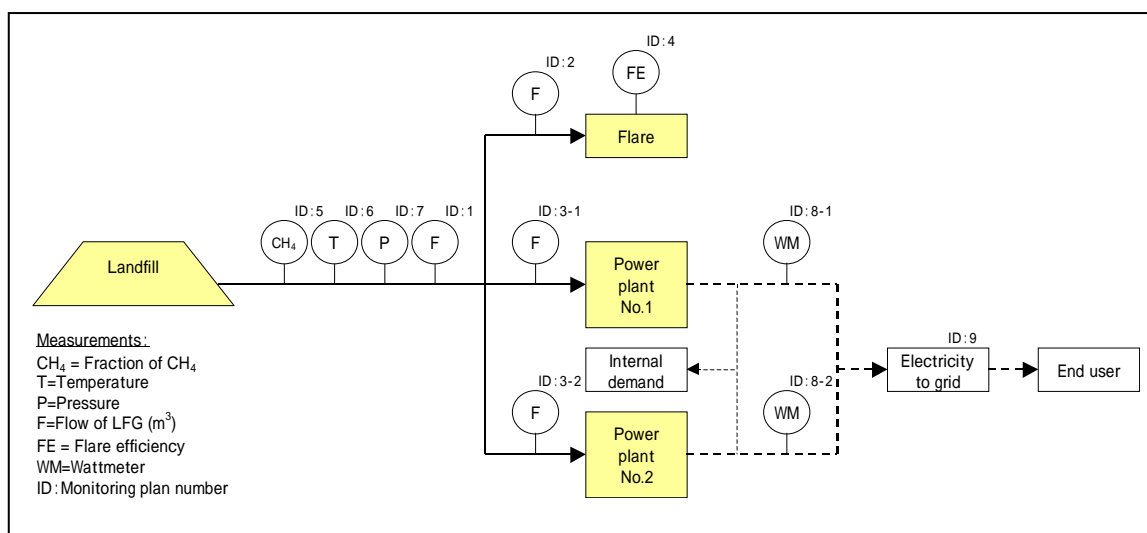 ID:4
ID:2
FE
F
Flare
ID:5
ID:6
ID:7
ID:1
ID:3-1
ID:8-1
CH₄
T
P
F
F
WM
Landfill
Power
plant
No.1
Measurements:
CH₄ = Fraction of CH₄
T=Temperature
P=Pressure
F=Flow of LFG (m³)
FE = Flare efficiency
WM=Wattmeter
ID:Monitoring plan number
Internal
demand
ID:9
Electricity
to grid
End user
ID:3-2
ID:8-2
F
WM
Power
plant
No.2